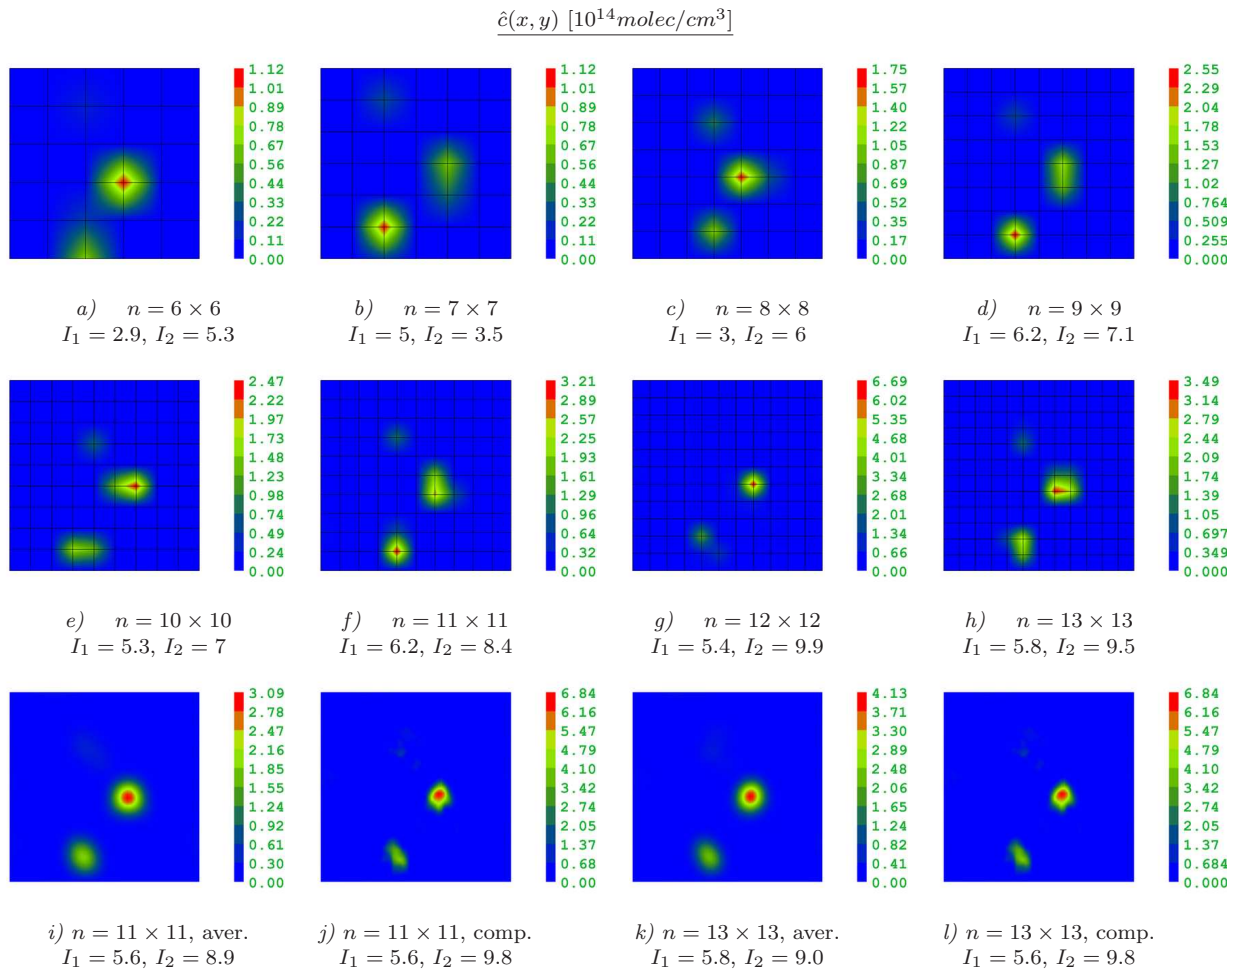 ĉ(x, y) [10^14 molec/cm^3]
1.12 1.12 1.75 2.55
1.01 1.01 1.57 2.29
0.89 0.89 1.40 2.04
0.78 0.78 1.22 1.78
0.67 0.67 1.05 1.53
0.56 0.56 0.87 1.27
0.44 0.44 0.69 1.02
0.33 0.33 0.52 0.764
0.22 0.22 0.35 0.509
0.11 0.11 0.17 0.255
0.00 0.00 0.00 0.000
a) n = 6 × 6 b) n = 7 × 7 c) n = 8 × 8 d) n = 9 × 9
I₁ = 2.9, I₂ = 5.3 I₁ = 5, I₂ = 3.5 I₁ = 3, I₂ = 6 I₁ = 6.2, I₂ = 7.1
2.47 3.21 6.69 3.49
2.22 2.89 6.02 3.14
1.97 2.57 5.35 2.79
1.73 2.25 4.68 2.44
1.48 1.93 4.01 2.09
1.23 1.61 3.34 1.74
0.98 1.29 2.68 1.39
0.74 0.96 2.01 1.05
0.49 0.64 1.34 0.697
0.24 0.32 0.66 0.349
0.00 0.00 0.00 0.000
e) n = 10 × 10 f) n = 11 × 11 g) n = 12 × 12 h) n = 13 × 13
I₁ = 5.3, I₂ = 7 I₁ = 6.2, I₂ = 8.4 I₁ = 5.4, I₂ = 9.9 I₁ = 5.8, I₂ = 9.5
3.09 6.84 4.13 6.84
2.78 6.16 3.71 6.16
2.47 5.47 3.30 5.47
2.16 4.79 2.89 4.79
1.85 4.10 2.48 4.10
1.55 3.42 2.06 3.42
1.24 2.74 1.65 2.74
0.92 2.05 1.24 2.05
0.61 1.37 0.82 1.37
0.30 0.68 0.41 0.684
0.00 0.00 0.00 0.000
i) n = 11 × 11, aver. j) n = 11 × 11, comp. k) n = 13 × 13, aver. l) n = 13 × 13, comp.
I₁ = 5.6, I₂ = 8.9 I₁ = 5.6, I₂ = 9.8 I₁ = 5.8, I₂ = 9.0 I₁ = 5.6, I₂ = 9.8